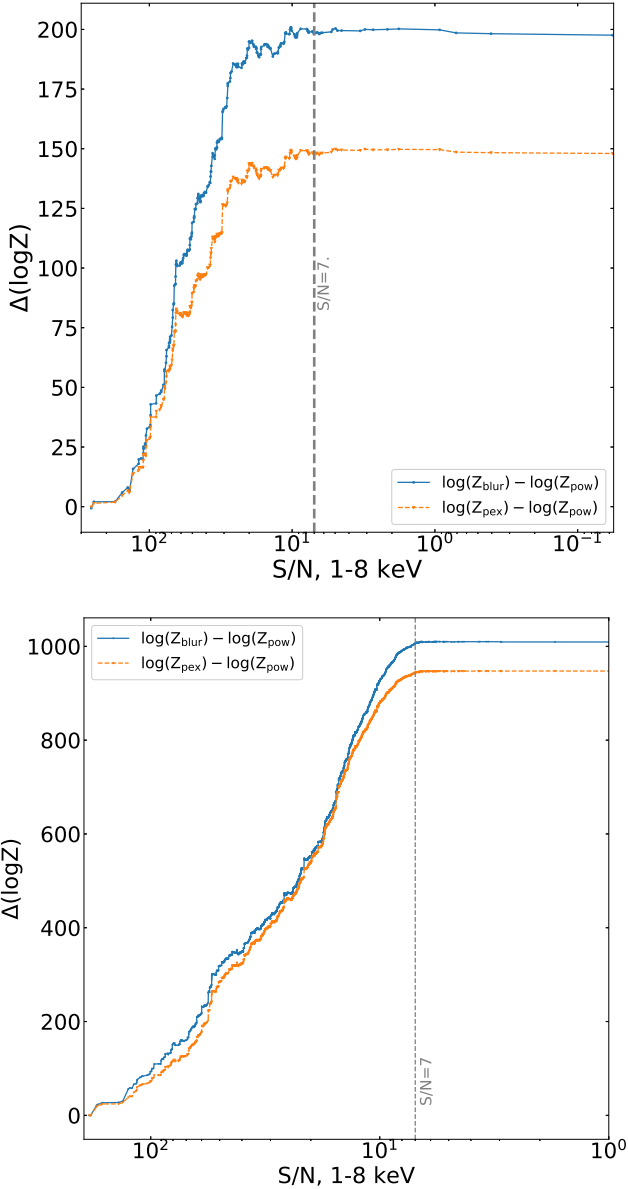 200
175
150
125
100
75
50
25
0
Δ(logZ)
S/N=7.
log(Z_blur) − log(Z_pow)
log(Z_pex) − log(Z_pow)
10² 10¹ 10⁰ 10⁻¹
S/N, 1-8 keV
log(Z_blur) − log(Z_pow)
log(Z_pex) − log(Z_pow)
1000
800
600
400
200
0
Δ(logZ)
S/N=7
10² 10¹ 10⁰
S/N, 1-8 keV